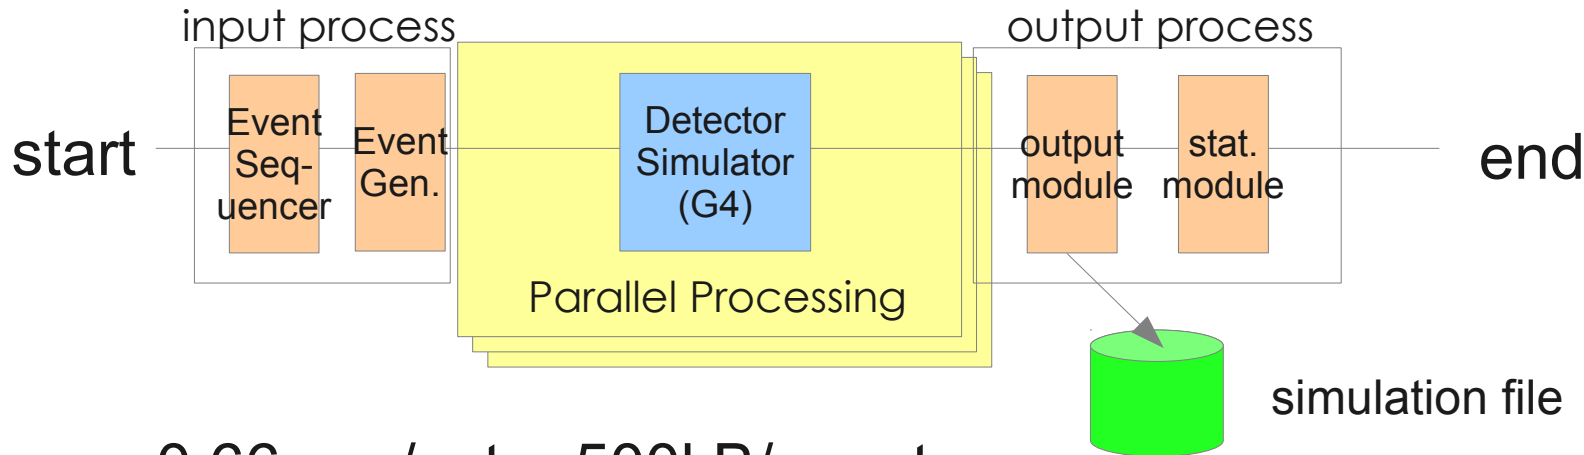 input process
output process
start
Event
Seq-
uencer
Event
Gen.
Detector
Simulator
(G4)
Parallel Processing
output
module
stat.
module
end
simulation file